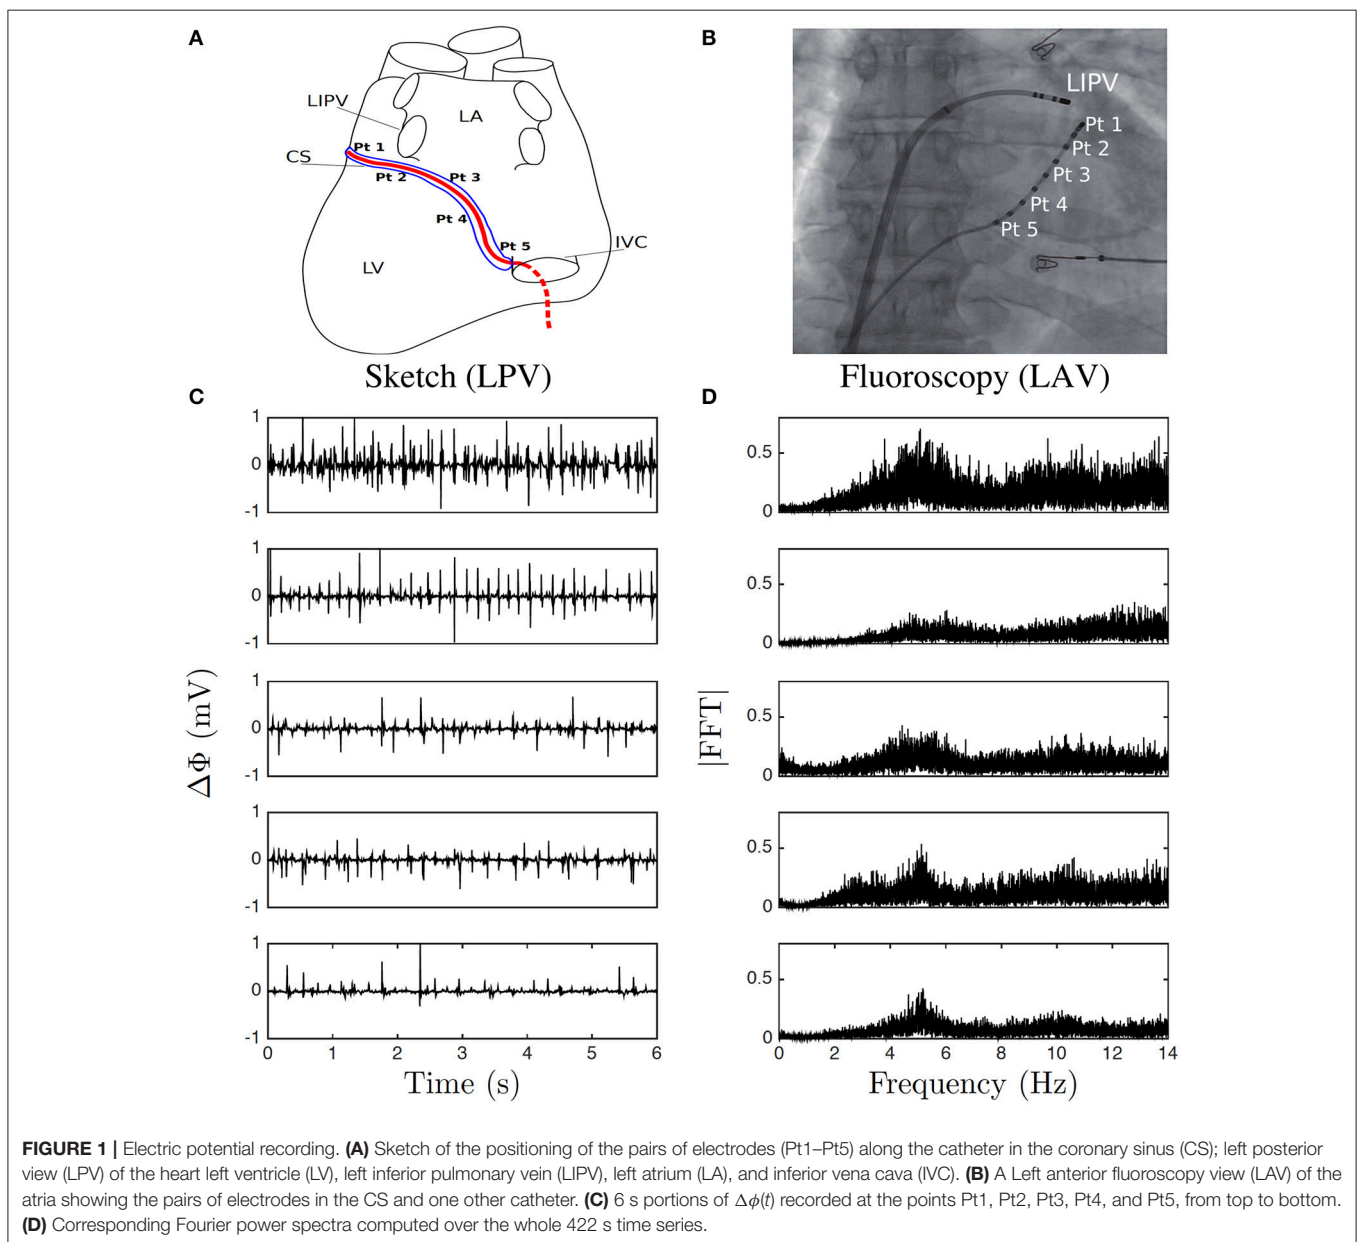 A
B
LIPV
LA
CS
Pt 1
Pt 2
Pt 3
Pt 4
Pt 5
IVC
LV
Sketch (LPV)
LIPV
Pt 1
Pt 2
Pt 3
Pt 4
Pt 5
Fluoroscopy (LAV)
C
ΔΦ (mV)
1
0
-1
1
0
-1
1
0
-1
1
0
-1
1
0
-1
0 1 2 3 4 5 6
Time (s)
D
|FFT|
0.5
0
0.5
0
0.5
0
0.5
0
0.5
0
0 2 4 6 8 10 12 14
Frequency (Hz)
FIGURE 1 | Electric potential recording. (A) Sketch of the positioning of the pairs of electrodes (Pt1–Pt5) along the catheter in the coronary sinus (CS); left posterior
view (LPV) of the heart left ventricle (LV), left inferior pulmonary vein (LIPV), left atrium (LA), and inferior vena cava (IVC). (B) A Left anterior fluoroscopy view (LAV) of the
atria showing the pairs of electrodes in the CS and one other catheter. (C) 6 s portions of Δϕ(t) recorded at the points Pt1, Pt2, Pt3, Pt4, and Pt5, from top to bottom.
(D) Corresponding Fourier power spectra computed over the whole 422 s time series.